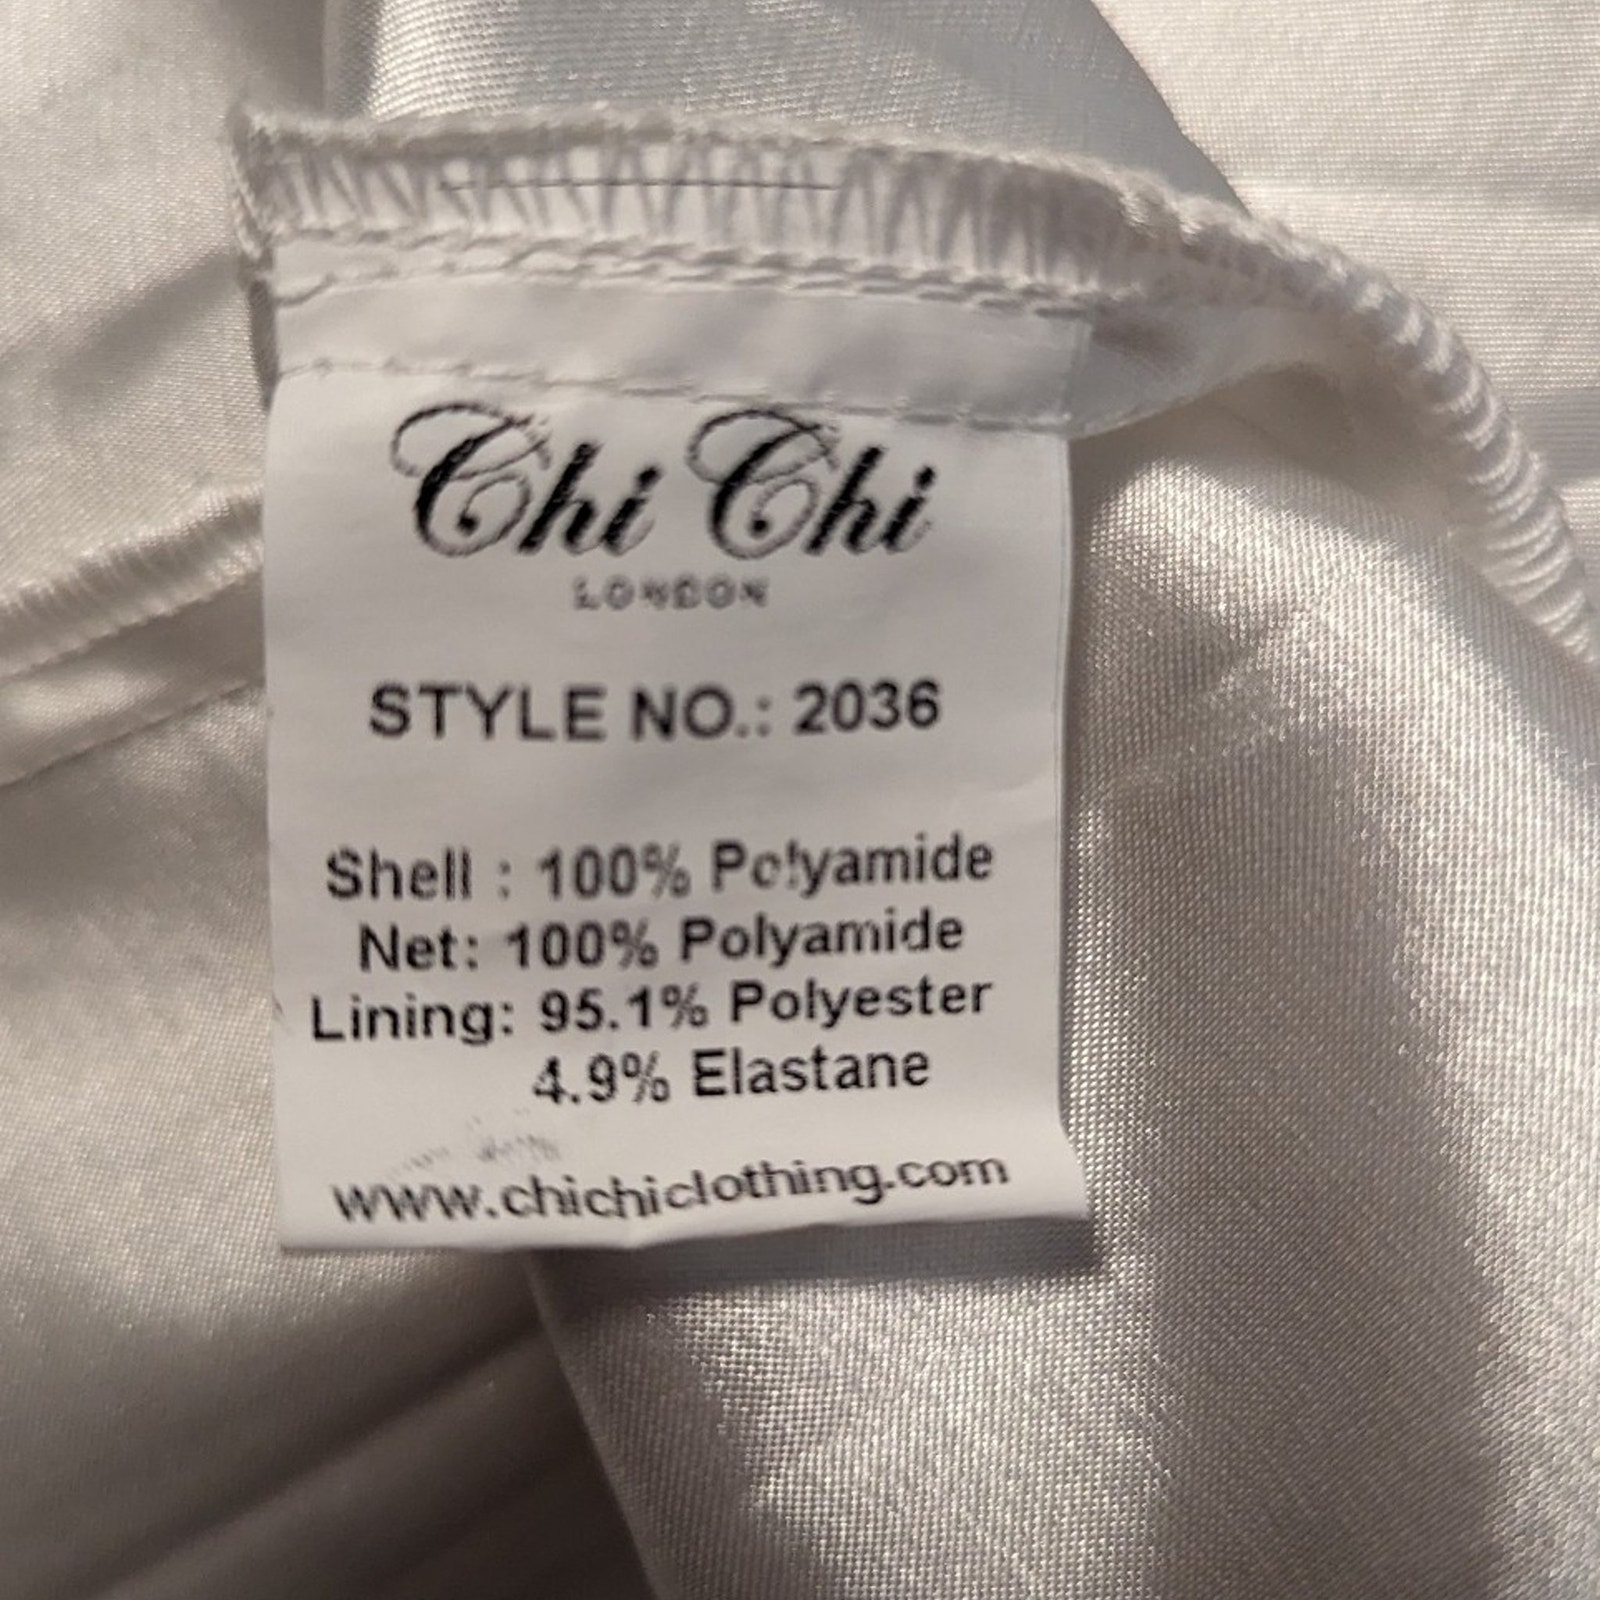 Chi Chi
LONDON
STYLE NO.: 2036
Shell : 100% Polyamide
Net: 100% Polyamide
Lining: 95.1% Polyester
4.9% Elastane
www.chichiclothing.com